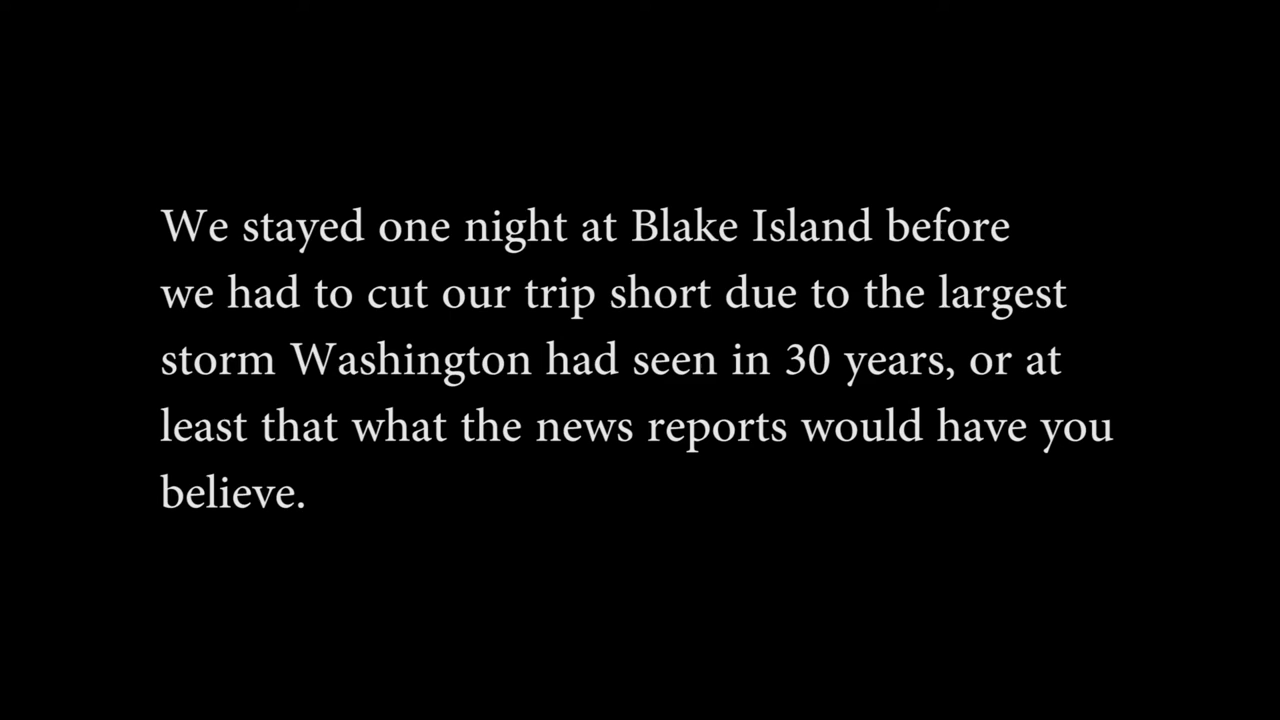 We stayed one night at Blake Island before
we had to cut our trip short due to the largest
storm Washington had seen in 30 years, or at
least that what the news reports would have you
believe.